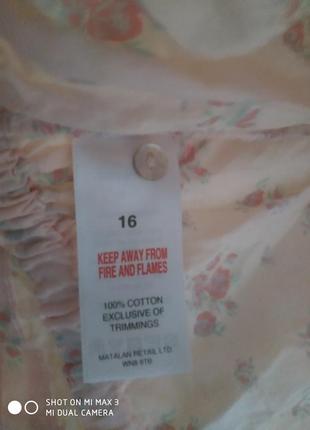 16
KEEP AWAY FROM
FIRE AND FLAMES
100% COTTON
EXCLUSIVE OF
TRIMMINGS
MATALAN RETAIL LTD.
SHOT ON MI MAX 3
MI DUAL CAMERA